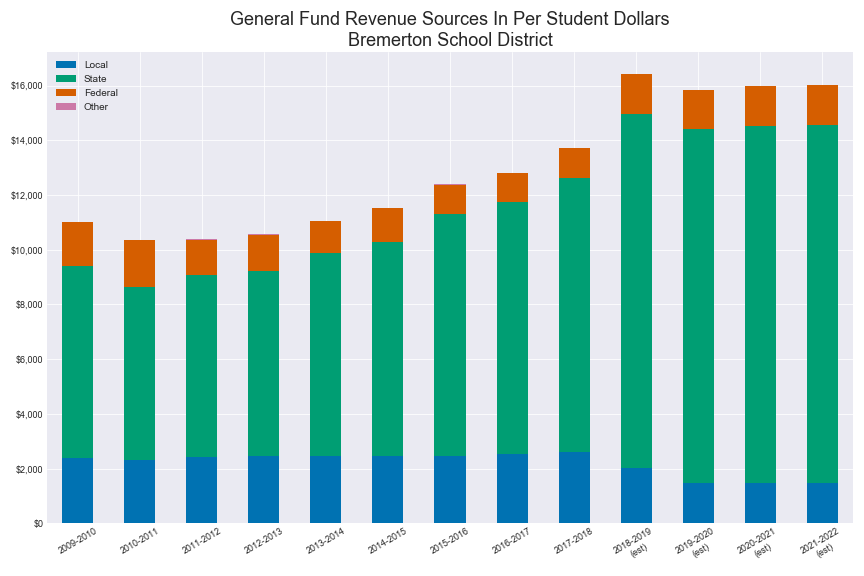 General Fund Revenue Sources In Per Student Dollars
Bremerton School District
Local
State
Federal
Other
$16,000
$14,000
$12,000
$10,000
$8,000
$6,000
$4,000
$2,000
$0
2009-2010
2010-2011
2011-2012
2012-2013
2013-2014
2014-2015
2015-2016
2016-2017
2017-2018
2018-2019
(est)
2019-2020
(est)
2020-2021
(est)
2021-2022
(est)